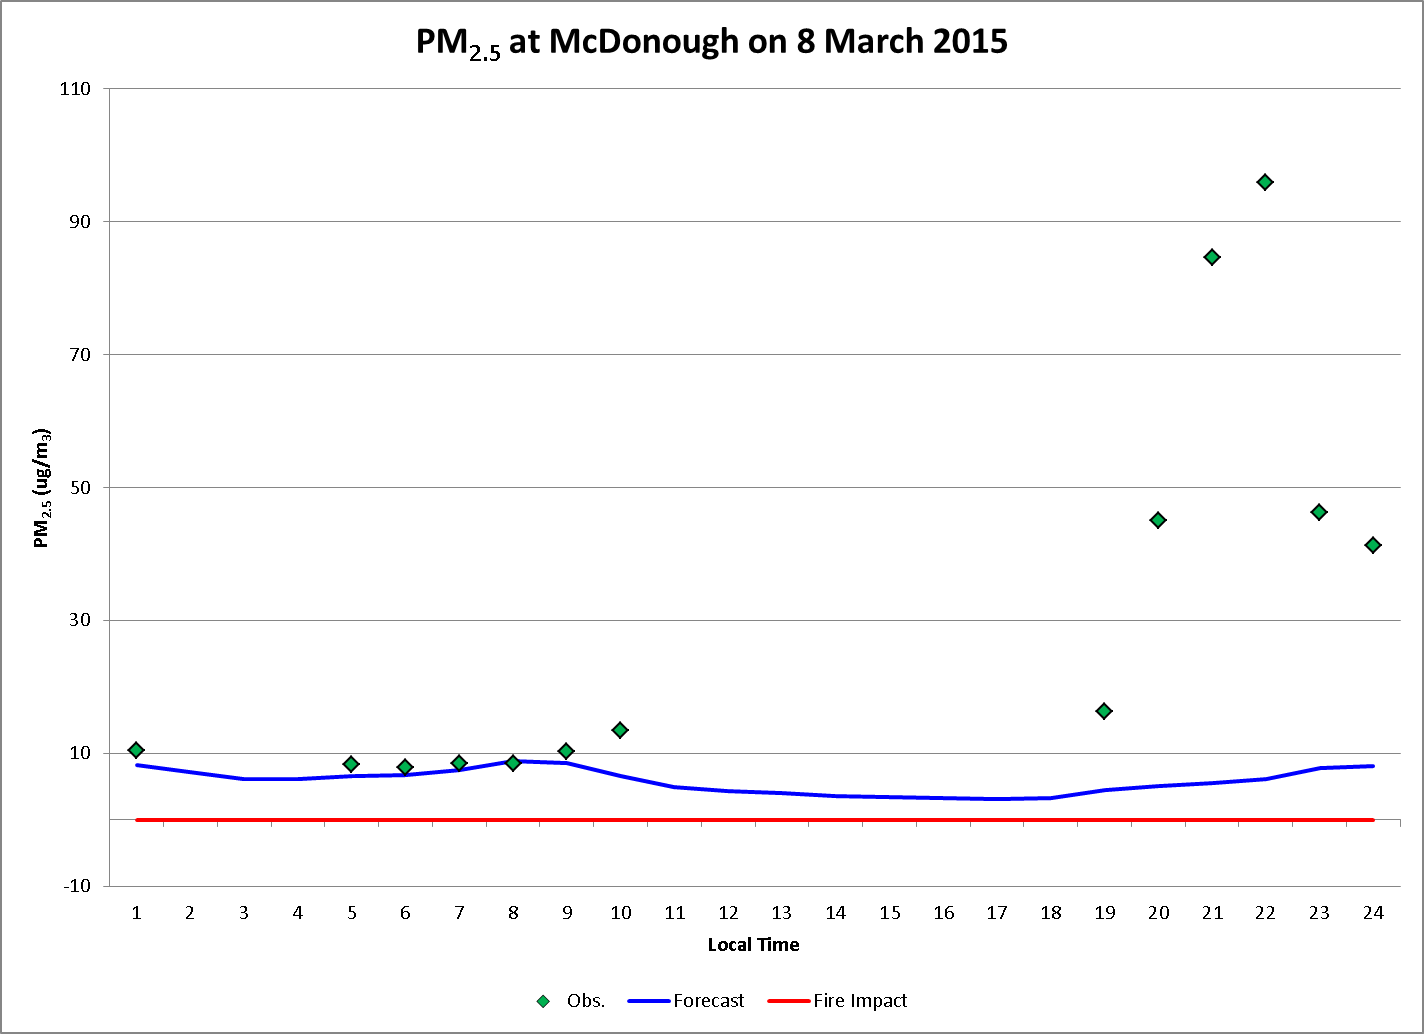 PM2.5 at McDonough on 8 March 2015
110
90
70
50
30
10
-10
PM2.5 (ug/m3)
1 2 3 4 5 6 7 8 9 10 11 12 13 14 15 16 17 18 19 20 21 22 23 24
Local Time
Obs. Forecast Fire Impact